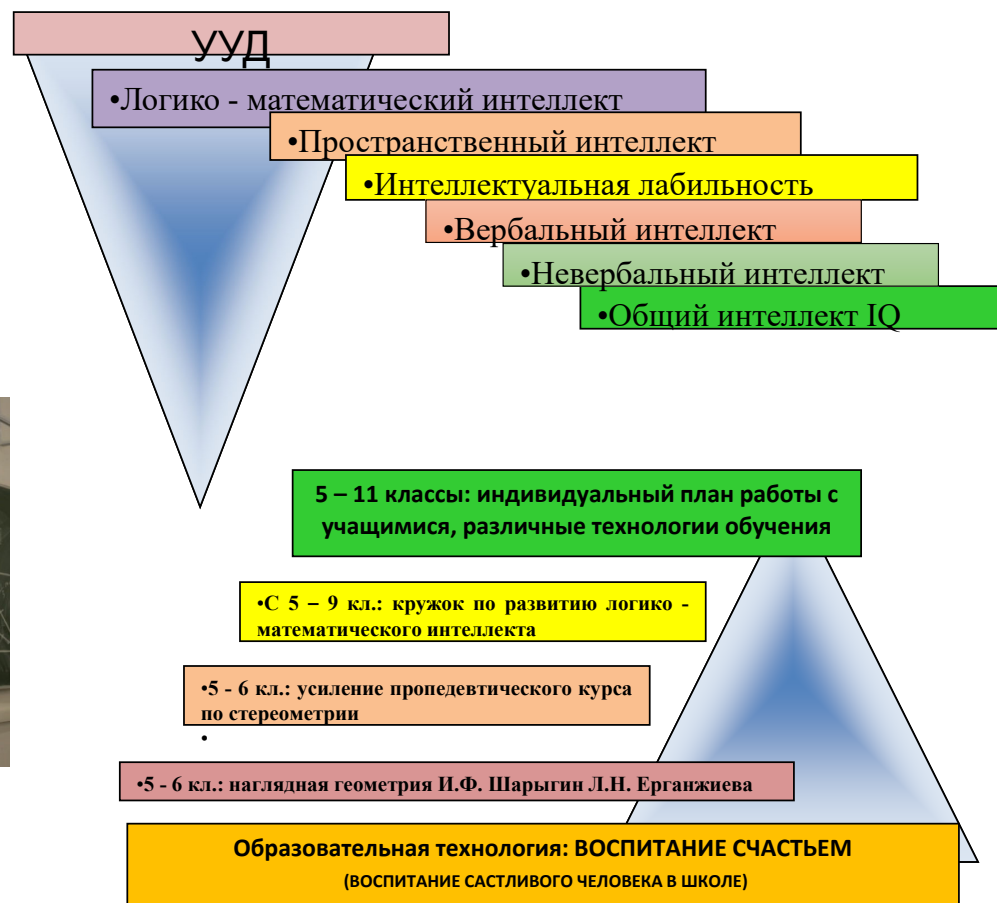 УУД
•Логико - математический интеллект
•Пространственный интеллект
•Интеллектуальная лабильность
•Вербальный интеллект
•Невербальный интеллект
•Общий интеллект IQ
5 – 11 классы: индивидуальный план работы с
учащимися, различные технологии обучения
•С 5 – 9 кл.: кружок по развитию логико -
математического интеллекта
•5 - 6 кл.: усиление пропедевтического курса
по стереометрии
•
•5 - 6 кл.: наглядная геометрия И.Ф. Шарыгин Л.Н. Ерганжиева
Образовательная технология: ВОСПИТАНИЕ СЧАСТЬЕМ
(ВОСПИТАНИЕ САСТЛИВОГО ЧЕЛОВЕКА В ШКОЛЕ)